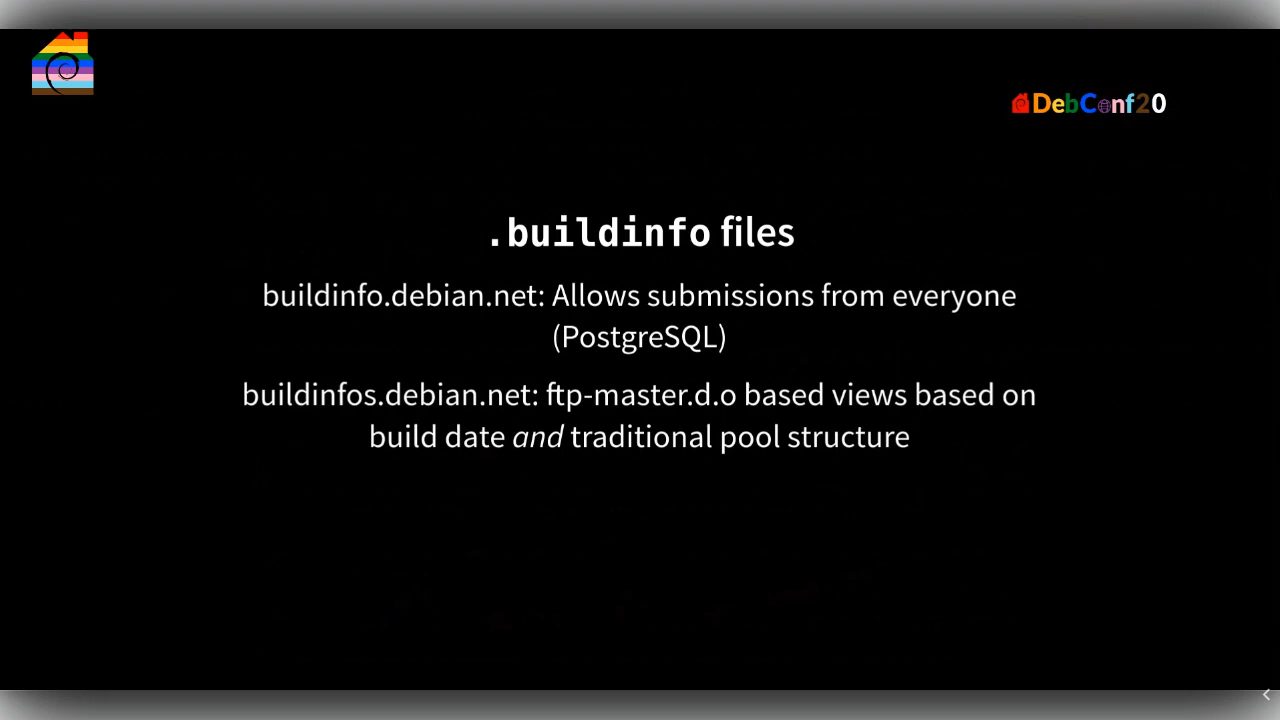 DebConf20
.buildinfo files
buildinfo.debian.net: Allows submissions from everyone
(PostgreSQL)
buildinfos.debian.net: ftp-master.d.o based views based on
build date and traditional pool structure